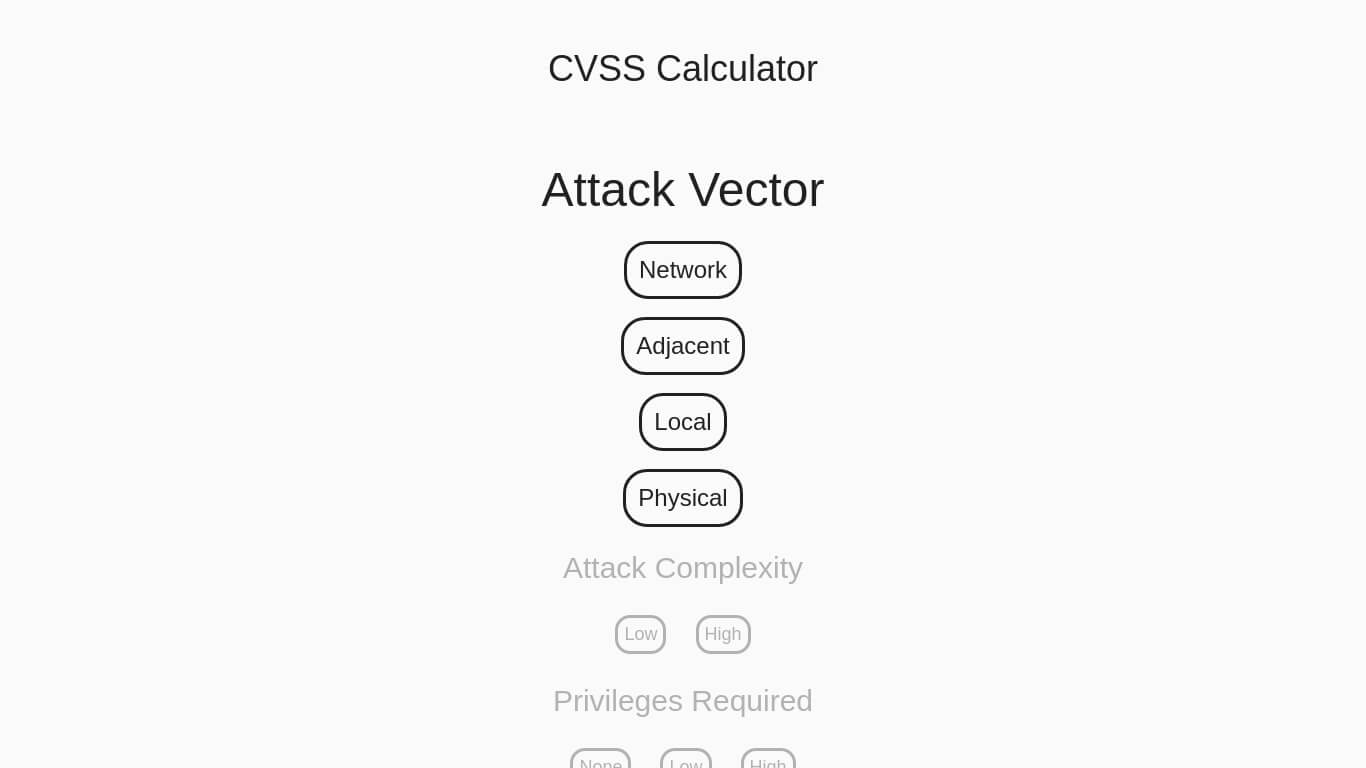 CVSS Calculator
Attack Vector
Network
Adjacent
Local
Physical
Attack Complexity
Low High
Privileges Required
None Low High